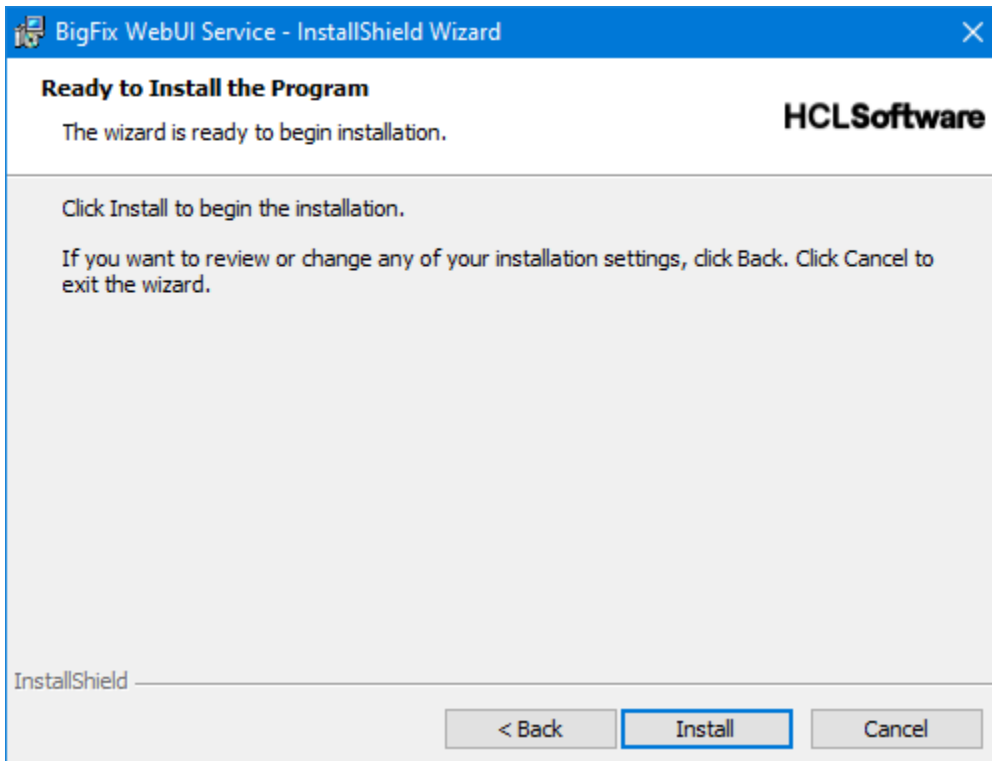 BigFix WebUI Service - InstallShield Wizard
Ready to Install the Program
The wizard is ready to begin installation.
HCLSoftware
Click Install to begin the installation.
If you want to review or change any of your installation settings, click Back. Click Cancel to
exit the wizard.
InstallShield
< Back
Install
Cancel